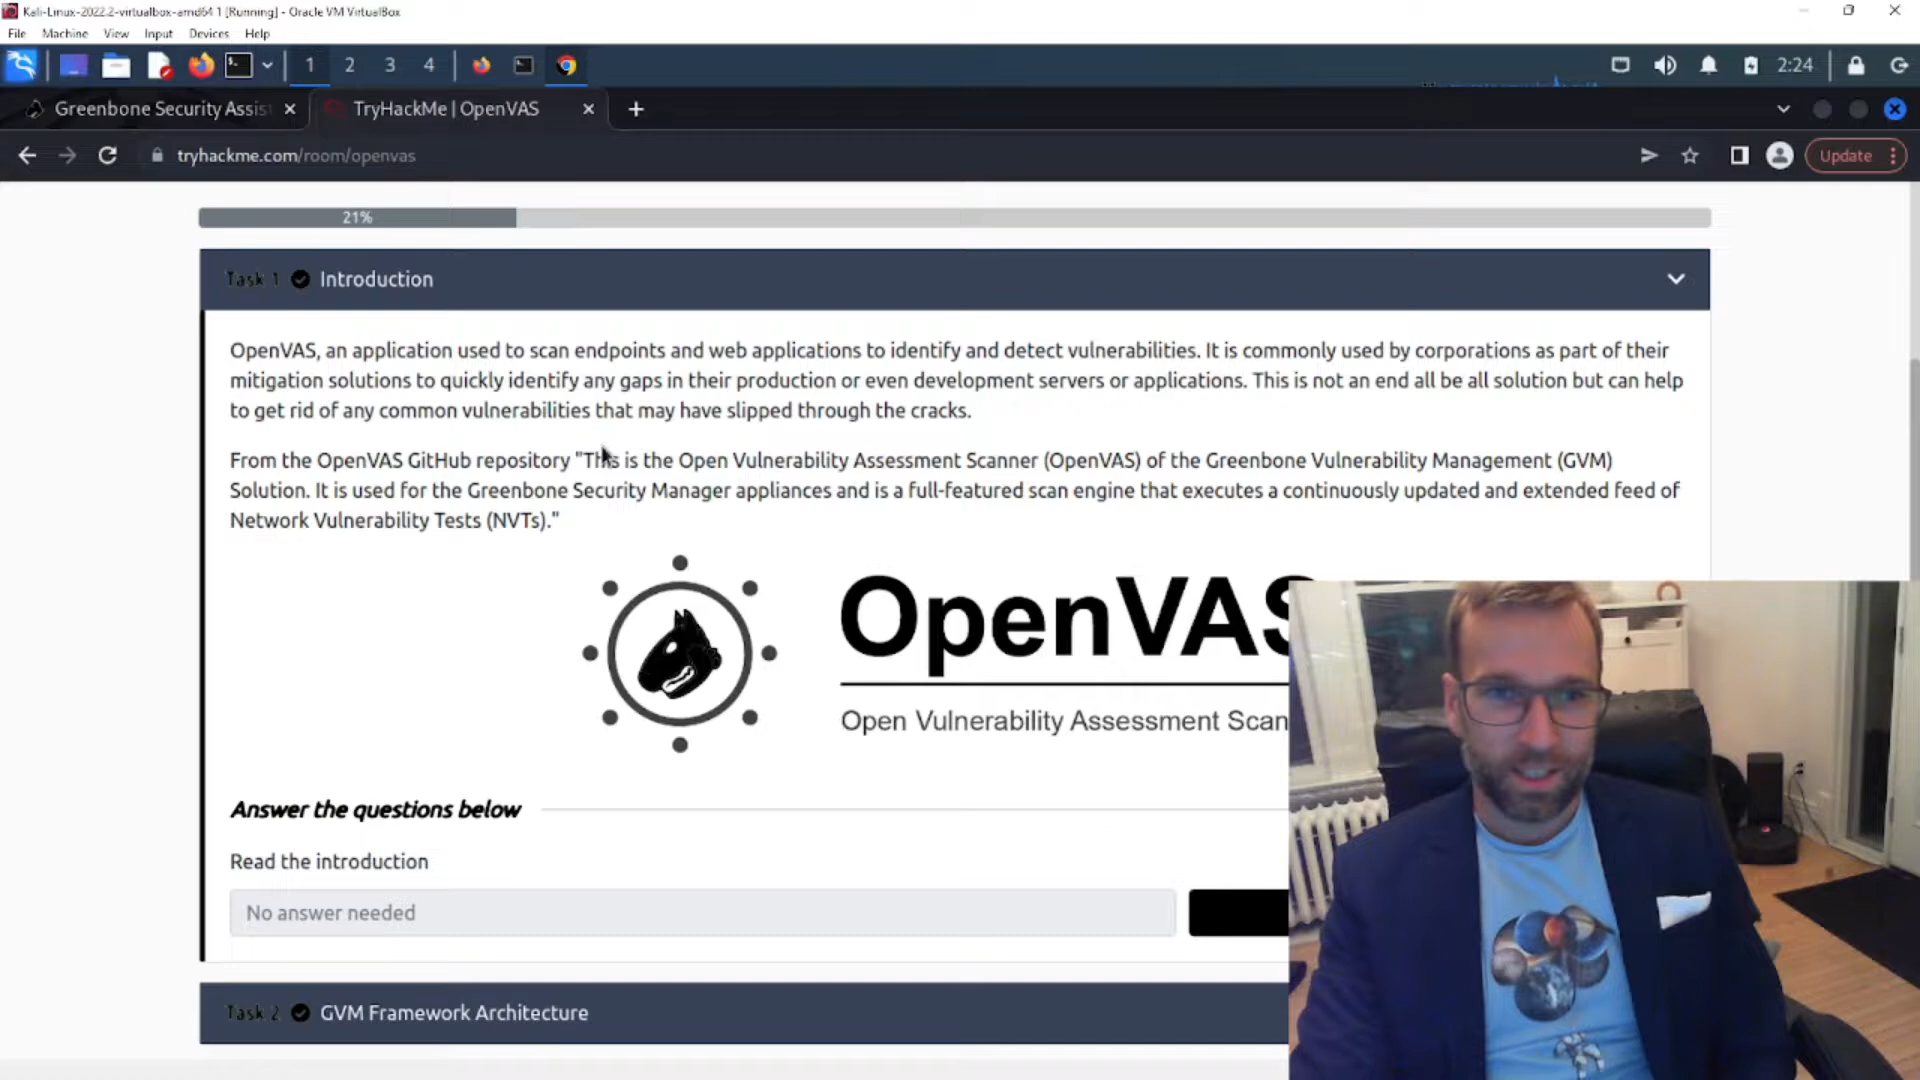 Kali-Linux-2022.2-virtualbox-amd64 1 [Running] - Oracle VM VirtualBox
File Machine View Input Devices Help
1 2 3 4 2:24
Greenbone Security Assist TryHackMe | OpenVAS
tryhackme.com/room/openvas Update
21%
Task 1 Introduction
OpenVAS, an application used to scan endpoints and web applications to identify and detect vulnerabilities. It is commonly used by corporations as part of their
mitigation solutions to quickly identify any gaps in their production or even development servers or applications. This is not an end all be all solution but can help
to get rid of any common vulnerabilities that may have slipped through the cracks.
From the OpenVAS GitHub repository "This is the Open Vulnerability Assessment Scanner (OpenVAS) of the Greenbone Vulnerability Management (GVM)
Solution. It is used for the Greenbone Security Manager appliances and is a full-featured scan engine that executes a continuously updated and extended feed of
Network Vulnerability Tests (NVTs)."
OpenVAS
Open Vulnerability Assessment Scan
Answer the questions below
Read the introduction
No answer needed
Task 2 GVM Framework Architecture